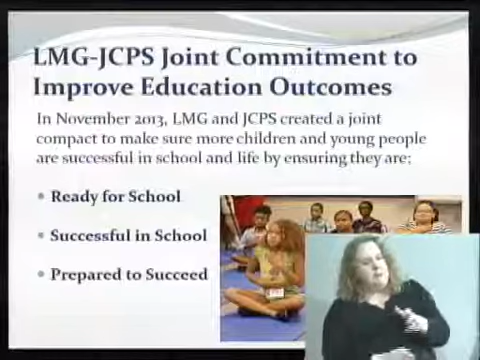 LMG-JCPS Joint Commitment to
Improve Education Outcomes
In November 2013, LMG and JCPS created a joint
compact to make sure more children and young people
are successful in school and life by ensuring they are:
• Ready for School
• Successful in School
• Prepared to Succeed